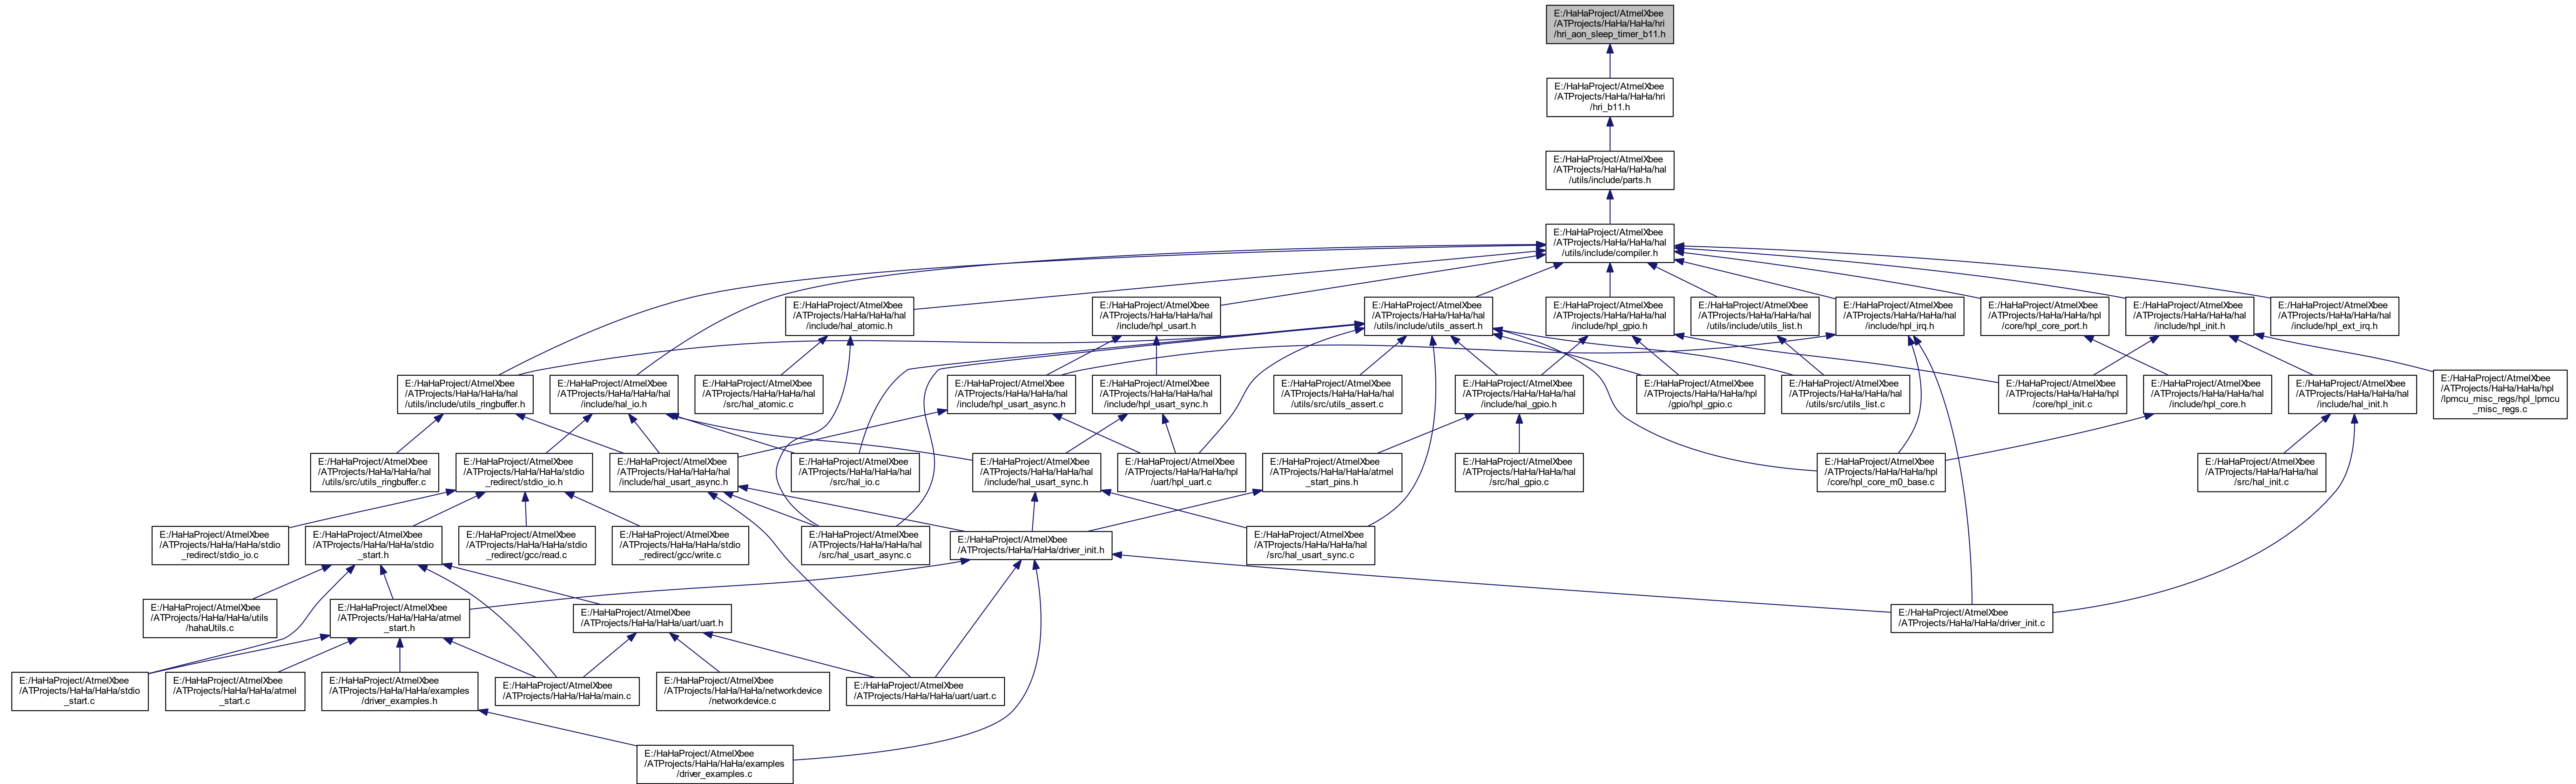 E:/HaHaProject/AtmelXbee
/ATProjects/HaHa/HaHa/hri
/hri_aon_sleep_timer_b11.h
E:/HaHaProject/AtmelXbee
/ATProjects/HaHa/HaHa/hri
/hri_b11.h
E:/HaHaProject/AtmelXbee
/ATProjects/HaHa/HaHa/hal
/utils/include/parts.h
E:/HaHaProject/AtmelXbee
/ATProjects/HaHa/HaHa/hal
/utils/include/compiler.h
E:/HaHaProject/AtmelXbee
/ATProjects/HaHa/HaHa/hal
/include/hal_atomic.h
E:/HaHaProject/AtmelXbee
/ATProjects/HaHa/HaHa/hal
/include/hpl_usart.h
E:/HaHaProject/AtmelXbee
/ATProjects/HaHa/HaHa/hal
/utils/include/utils_assert.h
E:/HaHaProject/AtmelXbee
/ATProjects/HaHa/HaHa/hal
/include/hpl_gpio.h
E:/HaHaProject/AtmelXbee
/ATProjects/HaHa/HaHa/hal
/utils/include/utils_list.h
E:/HaHaProject/AtmelXbee
/ATProjects/HaHa/HaHa/hal
/include/hpl_irq.h
E:/HaHaProject/AtmelXbee
/ATProjects/HaHa/HaHa/hpl
/core/hpl_core_port.h
E:/HaHaProject/AtmelXbee
/ATProjects/HaHa/HaHa/hal
/include/hpl_init.h
E:/HaHaProject/AtmelXbee
/ATProjects/HaHa/HaHa/hal
/include/hpl_ext_irq.h
E:/HaHaProject/AtmelXbee
/ATProjects/HaHa/HaHa/hal
/utils/include/utils_ringbuffer.h
E:/HaHaProject/AtmelXbee
/ATProjects/HaHa/HaHa/hal
/include/hal_io.h
E:/HaHaProject/AtmelXbee
/ATProjects/HaHa/HaHa/hal
/src/hal_atomic.c
E:/HaHaProject/AtmelXbee
/ATProjects/HaHa/HaHa/hal
/include/hpl_usart_async.h
E:/HaHaProject/AtmelXbee
/ATProjects/HaHa/HaHa/hal
/include/hpl_usart_sync.h
E:/HaHaProject/AtmelXbee
/ATProjects/HaHa/HaHa/hal
/utils/src/utils_assert.c
E:/HaHaProject/AtmelXbee
/ATProjects/HaHa/HaHa/hal
/include/hal_gpio.h
E:/HaHaProject/AtmelXbee
/ATProjects/HaHa/HaHa/hpl
/gpio/hpl_gpio.c
E:/HaHaProject/AtmelXbee
/ATProjects/HaHa/HaHa/hal
/utils/src/utils_list.c
E:/HaHaProject/AtmelXbee
/ATProjects/HaHa/HaHa/hpl
/core/hpl_init.c
E:/HaHaProject/AtmelXbee
/ATProjects/HaHa/HaHa/hal
/include/hpl_core.h
E:/HaHaProject/AtmelXbee
/ATProjects/HaHa/HaHa/hal
/include/hal_init.h
E:/HaHaProject/AtmelXbee
/ATProjects/HaHa/HaHa/hpl
/lpmcu_misc_regs/hpl_lpmcu
_misc_regs.c
E:/HaHaProject/AtmelXbee
/ATProjects/HaHa/HaHa/hal
/utils/src/utils_ringbuffer.c
E:/HaHaProject/AtmelXbee
/ATProjects/HaHa/HaHa/stdio
_redirect/stdio_io.h
E:/HaHaProject/AtmelXbee
/ATProjects/HaHa/HaHa/hal
/include/hal_usart_async.h
E:/HaHaProject/AtmelXbee
/ATProjects/HaHa/HaHa/hal
/src/hal_io.c
E:/HaHaProject/AtmelXbee
/ATProjects/HaHa/HaHa/hal
/include/hal_usart_sync.h
E:/HaHaProject/AtmelXbee
/ATProjects/HaHa/HaHa/hpl
/uart/hpl_uart.c
E:/HaHaProject/AtmelXbee
/ATProjects/HaHa/HaHa/atmel
_start_pins.h
E:/HaHaProject/AtmelXbee
/ATProjects/HaHa/HaHa/hal
/src/hal_gpio.c
E:/HaHaProject/AtmelXbee
/ATProjects/HaHa/HaHa/hpl
/core/hpl_core_m0_base.c
E:/HaHaProject/AtmelXbee
/ATProjects/HaHa/HaHa/hal
/src/hal_init.c
E:/HaHaProject/AtmelXbee
/ATProjects/HaHa/HaHa/stdio
_redirect/stdio_io.c
E:/HaHaProject/AtmelXbee
/ATProjects/HaHa/HaHa/stdio
_start.h
E:/HaHaProject/AtmelXbee
/ATProjects/HaHa/HaHa/stdio
_redirect/gcc/read.c
E:/HaHaProject/AtmelXbee
/ATProjects/HaHa/HaHa/stdio
_redirect/gcc/write.c
E:/HaHaProject/AtmelXbee
/ATProjects/HaHa/HaHa/hal
/src/hal_usart_async.c
E:/HaHaProject/AtmelXbee
/ATProjects/HaHa/HaHa/driver_init.h
E:/HaHaProject/AtmelXbee
/ATProjects/HaHa/HaHa/hal
/src/hal_usart_sync.c
E:/HaHaProject/AtmelXbee
/ATProjects/HaHa/HaHa/utils
/hahaUtils.c
E:/HaHaProject/AtmelXbee
/ATProjects/HaHa/HaHa/atmel
_start.h
E:/HaHaProject/AtmelXbee
/ATProjects/HaHa/HaHa/uart/uart.h
E:/HaHaProject/AtmelXbee
/ATProjects/HaHa/HaHa/driver_init.c
E:/HaHaProject/AtmelXbee
/ATProjects/HaHa/HaHa/stdio
_start.c
E:/HaHaProject/AtmelXbee
/ATProjects/HaHa/HaHa/atmel
_start.c
E:/HaHaProject/AtmelXbee
/ATProjects/HaHa/HaHa/examples
/driver_examples.h
E:/HaHaProject/AtmelXbee
/ATProjects/HaHa/HaHa/main.c
E:/HaHaProject/AtmelXbee
/ATProjects/HaHa/HaHa/networkdevice
/networkdevice.c
E:/HaHaProject/AtmelXbee
/ATProjects/HaHa/HaHa/uart/uart.c
E:/HaHaProject/AtmelXbee
/ATProjects/HaHa/HaHa/examples
/driver_examples.c